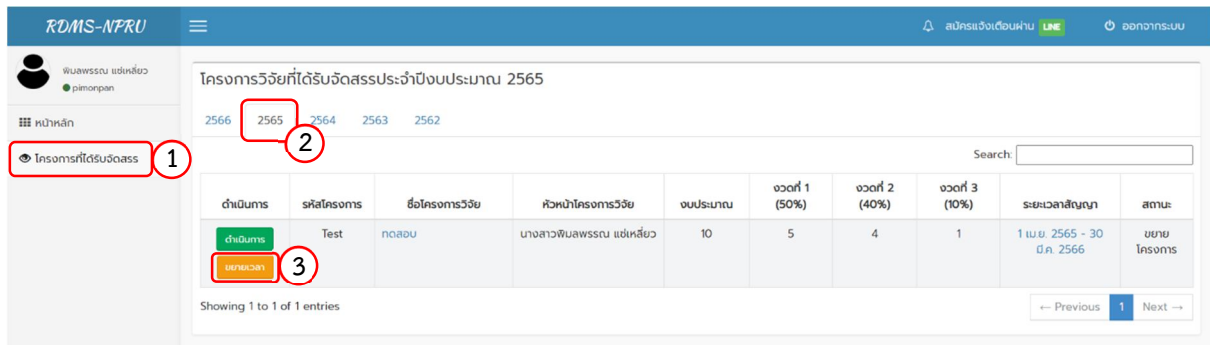 RDMS-NPRU
สมัครแจ้งเตือนผ่าน LINE
ออกจากระบบ
พิมลพรรณ แซ่เหลี่ยว
pimonpan
หน้าหลัก
โครงการที่ได้รับจัดสรร
1
โครงการวิจัยที่ได้รับจัดสรรประจำปีงบประมาณ 2565
2566 2565 2564 2563 2562
2
Search:
ดำเนินการ รหัสโครงการ ชื่อโครงการวิจัย หัวหน้าโครงการวิจัย งบประมาณ งวดที่ 1 (50%) งวดที่ 2 (40%) งวดที่ 3 (10%) ระยะเวลาสัญญา สถานะ
ดำเนินการ Test ทดสอบ นางสาวพิมลพรรณ แซ่เหลี่ยว 10 5 4 1 1 เม.ย. 2565 - 30 มี.ค. 2566 ขยายโครงการ
ขยายเวลา
3
Showing 1 to 1 of 1 entries
← Previous 1 Next →